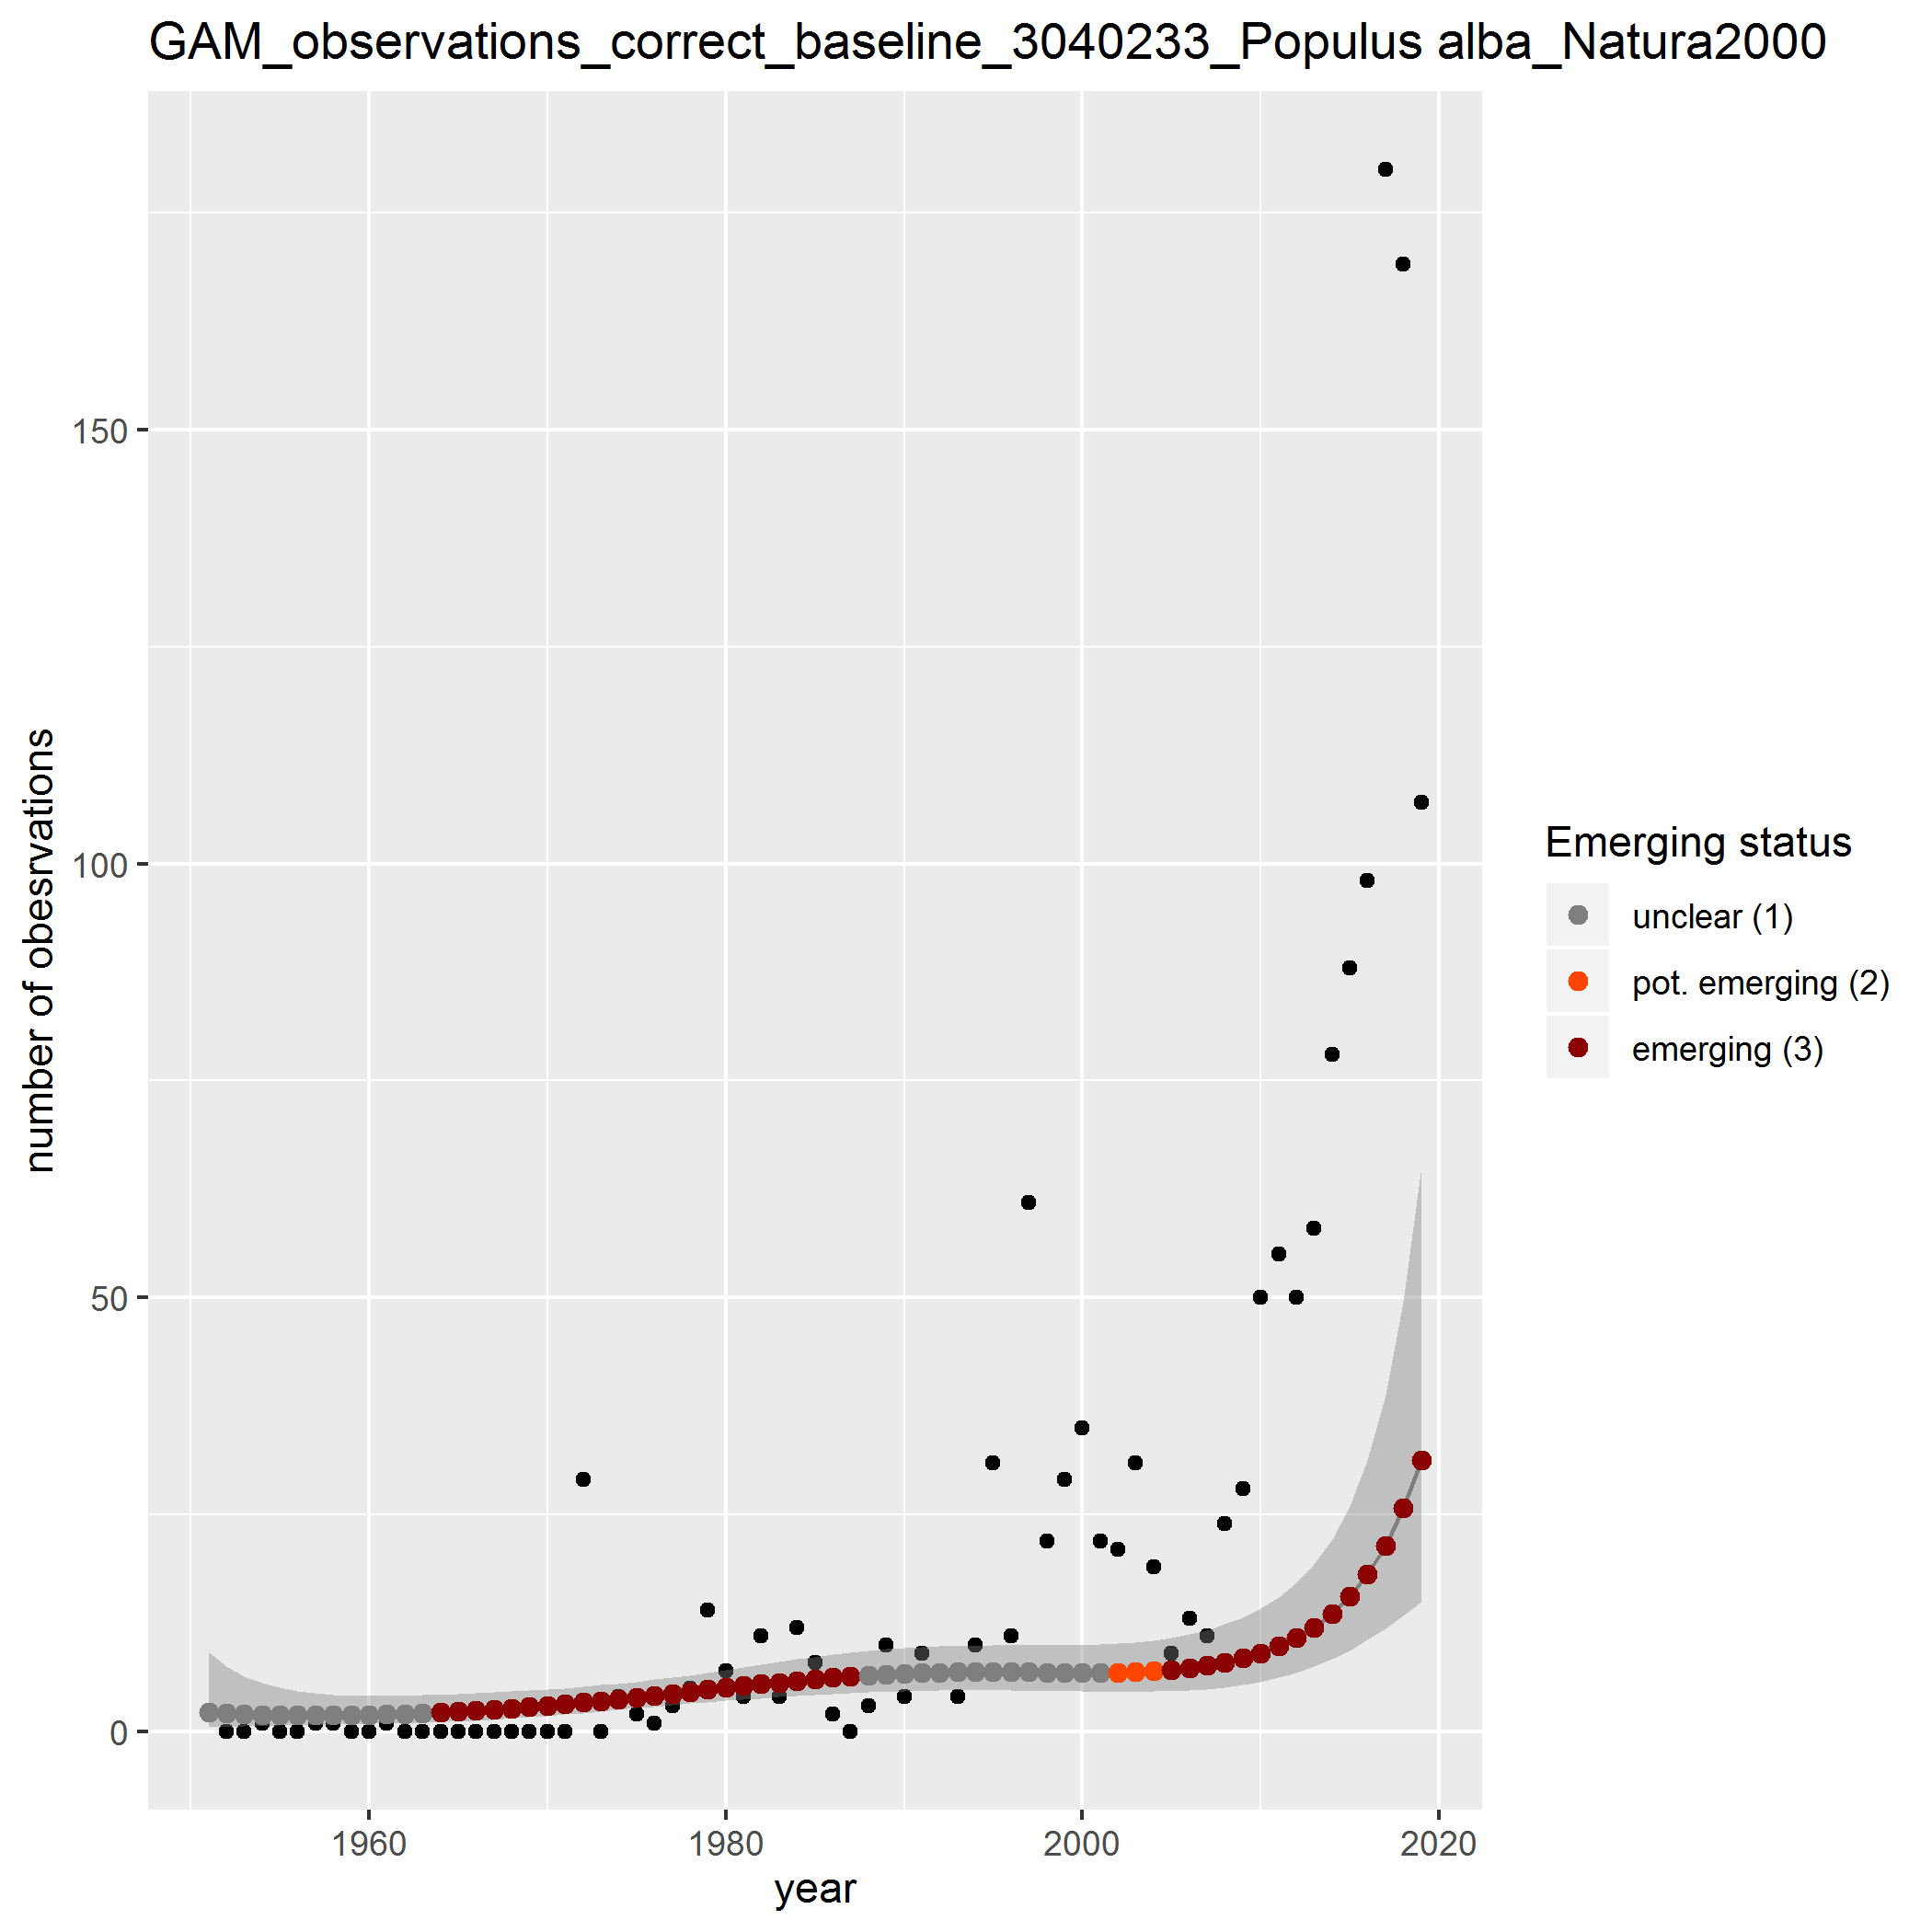 GAM_observations_correct_baseline_3040233_Populus alba_Natura2000
number of obesrvations
150
100
50
0
1960 1980 2000 2020
year
Emerging status
unclear (1)
pot. emerging (2)
emerging (3)